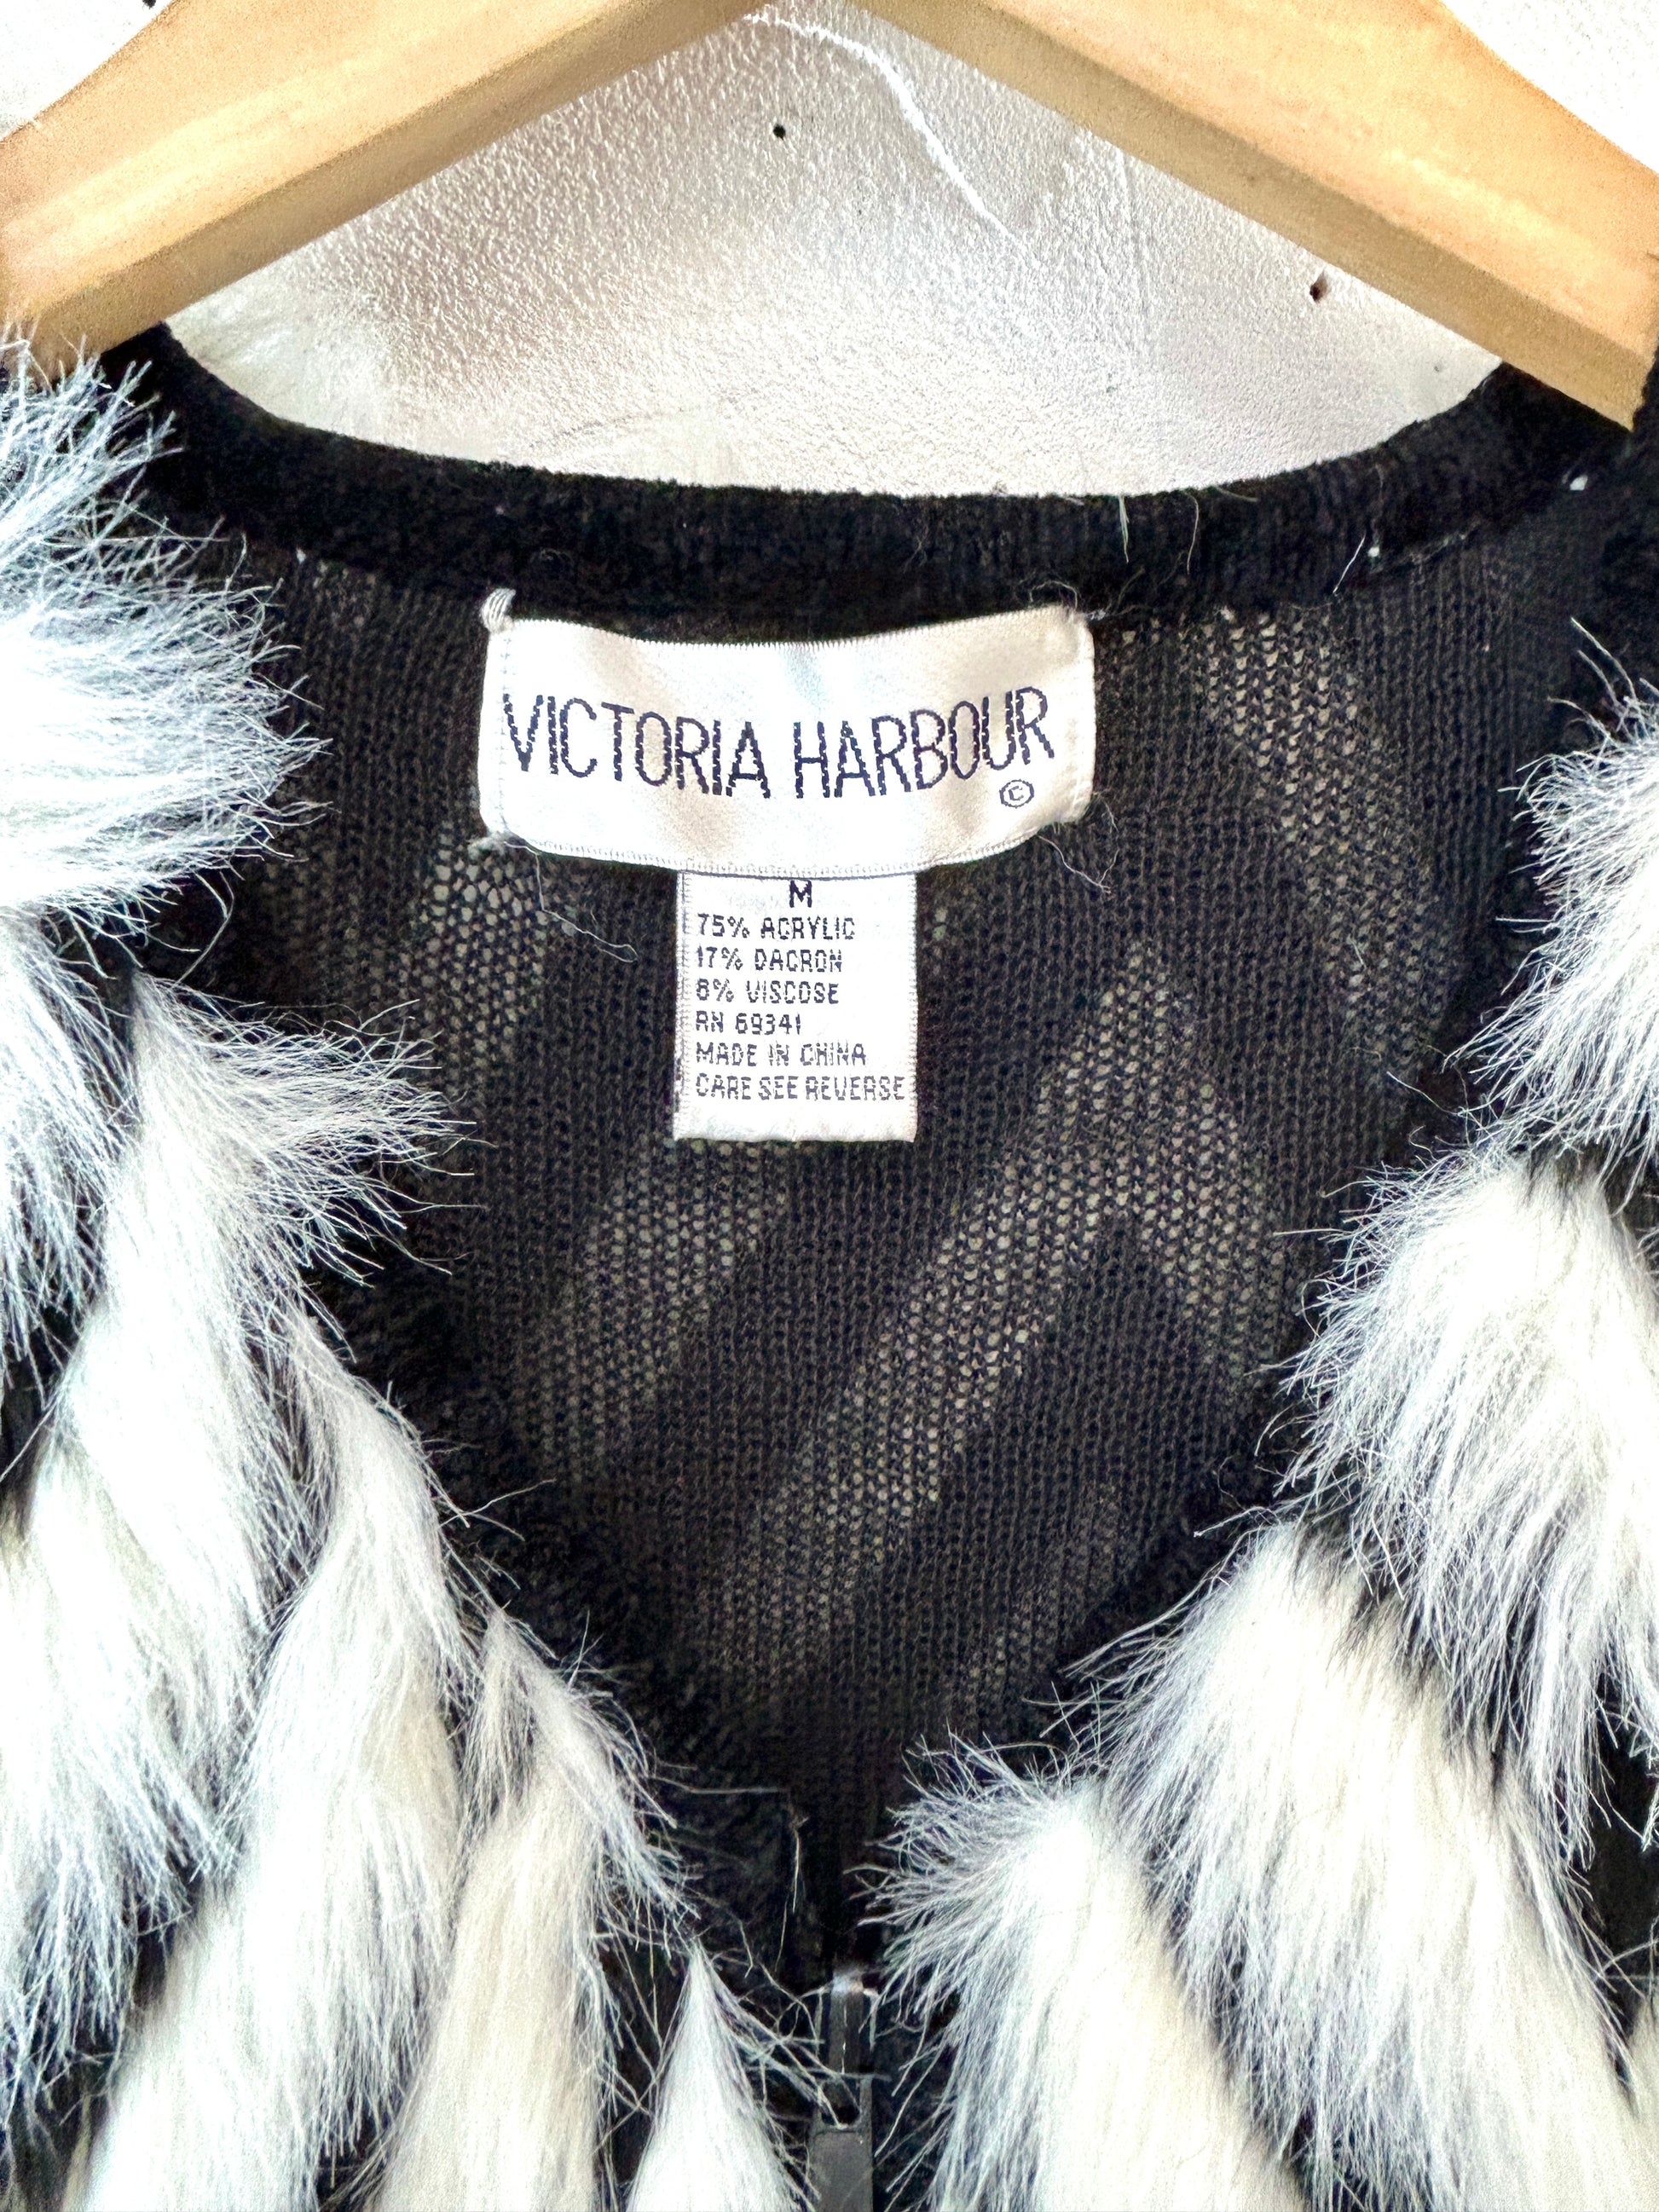 VICTORIA HARBOUR
©
M
75% ACRYLIC
17% DACRON
8% VISCOSE
RN 69341
MADE IN CHINA
CARE SEE REVERSE